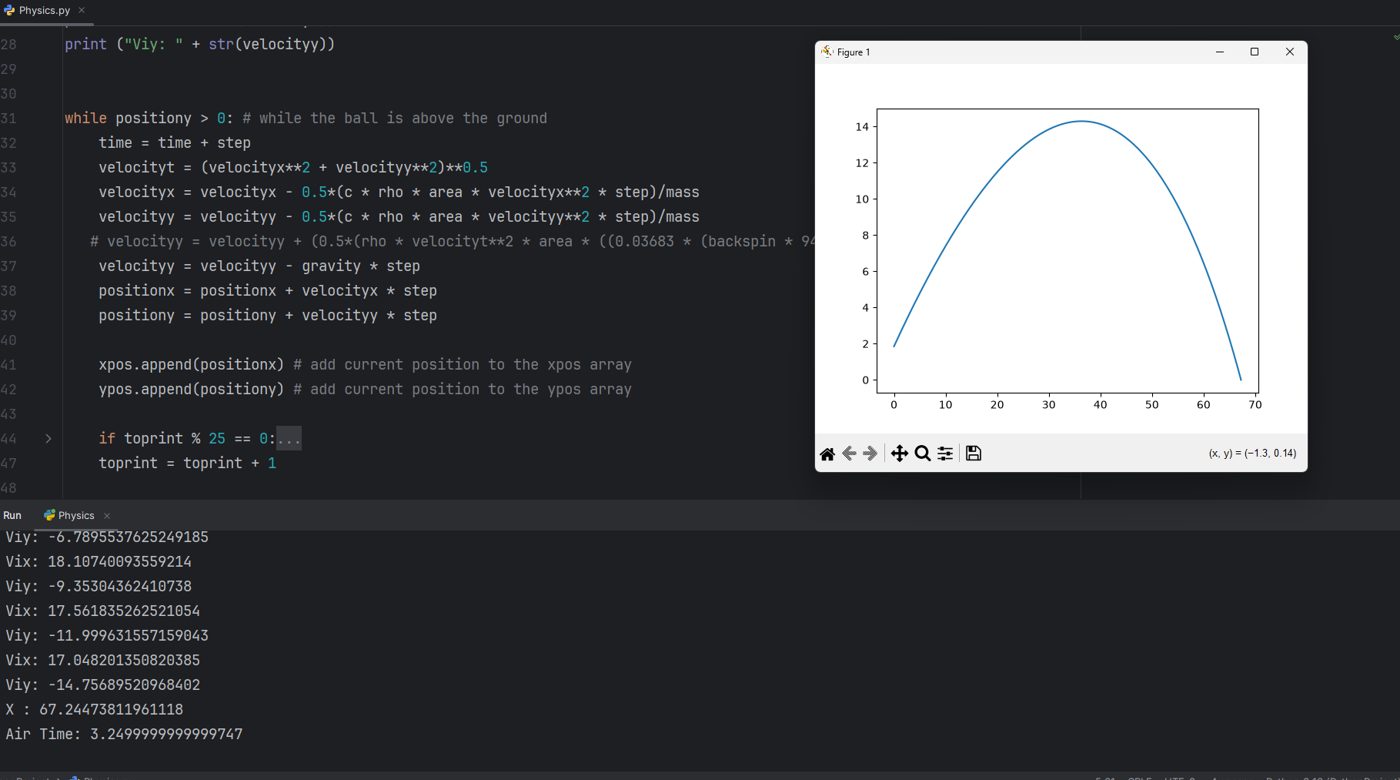 Physics.py
28 print ("Viy: " + str(velocityy))
29
30
31 while positiony > 0: # while the ball is above the ground
32 time = time + step
33 velocityt = (velocityx**2 + velocityy**2)**0.5
34 velocityx = velocityx - 0.5*(c * rho * area * velocityx**2 * step)/mass
35 velocityy = velocityy - 0.5*(c * rho * area * velocityy**2 * step)/mass
36 # velocityy = velocityy + (0.5*(rho * velocityt**2 * area * ((0.03683 * (backspin * 94
37 velocityy = velocityy - gravity * step
38 positionx = positionx + velocityx * step
39 positiony = positiony + velocityy * step
40
41 xpos.append(positionx) # add current position to the xpos array
42 ypos.append(positiony) # add current position to the ypos array
43
44 if toprint % 25 == 0:...
47 toprint = toprint + 1
48
Figure 1
14
12
10
8
6
4
2
0
0 10 20 30 40 50 60 70
(x, y) = (−1.3, 0.14)
Run Physics
Viy: -6.7895537625249185
Vix: 18.10740093559214
Viy: -9.35304362410738
Vix: 17.561835262521054
Viy: -11.999631557159043
Vix: 17.048201350820385
Viy: -14.75689520968402
X : 67.24473811961118
Air Time: 3.2499999999999747